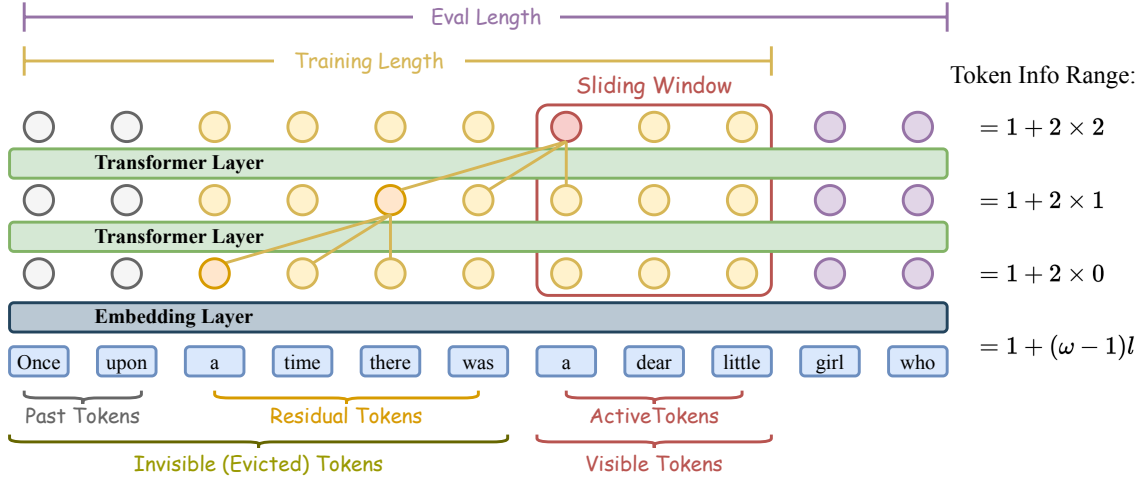 Eval Length
Training Length
Sliding Window
Token Info Range:
= 1 + 2 × 2
Transformer Layer
= 1 + 2 × 1
Transformer Layer
= 1 + 2 × 0
Embedding Layer
Once upon a time there was a dear little girl who
= 1 + (ω − 1)l
Past Tokens Residual Tokens ActiveTokens
Invisible (Evicted) Tokens Visible Tokens